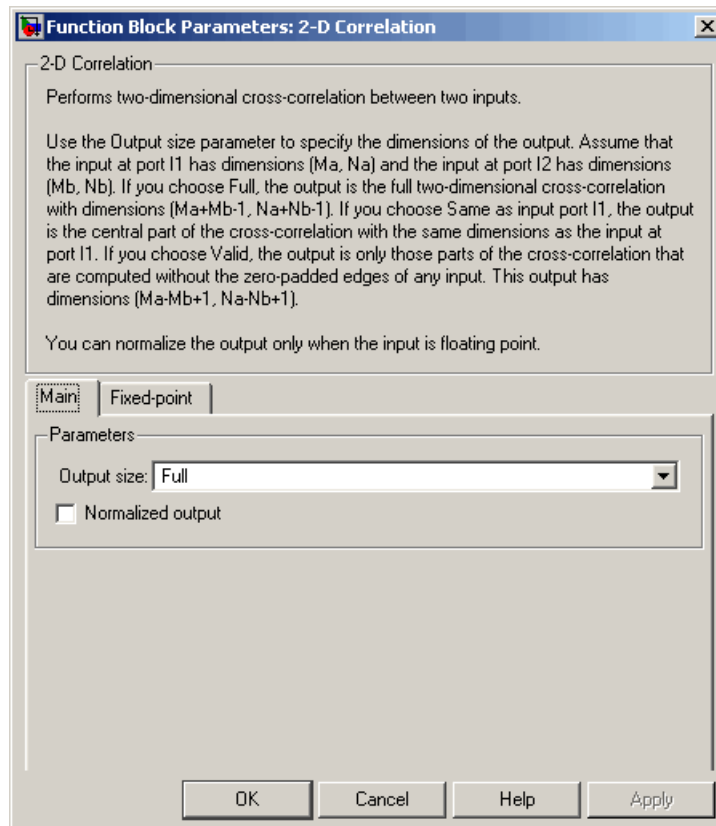 Function Block Parameters: 2-D Correlation
2-D Correlation
Performs two-dimensional cross-correlation between two inputs.
Use the Output size parameter to specify the dimensions of the output. Assume that
the input at port I1 has dimensions (Ma, Na) and the input at port I2 has dimensions
(Mb, Nb). If you choose Full, the output is the full two-dimensional cross-correlation
with dimensions (Ma+Mb-1, Na+Nb-1). If you choose Same as input port I1, the output
is the central part of the cross-correlation with the same dimensions as the input at
port I1. If you choose Valid, the output is only those parts of the cross-correlation that
are computed without the zero-padded edges of any input. This output has
dimensions (Ma-Mb+1, Na-Nb+1).
You can normalize the output only when the input is floating point.
Main Fixed-point
Parameters
Output size: Full
Normalized output
OK Cancel Help Apply